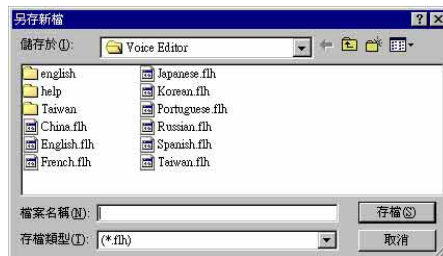 另存新檔
儲存於(I): Voice Editor
english
help
Taiwan
China.flh
English.flh
French.flh
Japanese.flh
Korean.flh
Portuguese.flh
Russian.flh
Spanish.flh
Taiwan.flh
檔案名稱(N): 存檔(S)
存檔類型(T): (*.flh) 取消